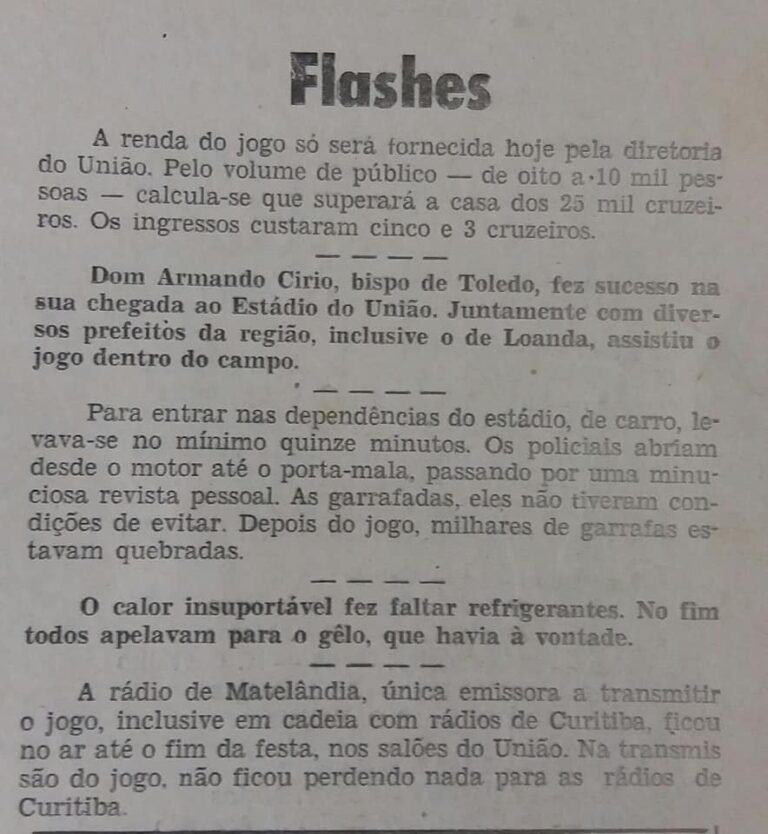 Flashes
A renda do jogo só será fornecida hoje pela diretoria
do União. Pelo volume de público — de oito a 10 mil pes-
soas — calcula-se que superará a casa dos 25 mil cruzei-
ros. Os ingressos custaram cinco e 3 cruzeiros.
— — — —
Dom Armando Cirio, bispo de Toledo, fez sucesso na
sua chegada ao Estádio do União. Juntamente com diver-
sos prefeitos da região, inclusive o de Loanda, assistiu o
jogo dentro do campo.
— — — —
Para entrar nas dependências do estádio, de carro, le-
vava-se no mínimo quinze minutos. Os policiais abriam
desde o motor até o porta-mala, passando por uma minu-
ciosa revista pessoal. As garrafadas, eles não tiveram con-
dições de evitar. Depois do jogo, milhares de garrafas es-
tavam quebradas.
— — — —
O calor insuportável fez faltar refrigerantes. No fim
todos apelavam para o gêlo, que havia à vontade.
— — — —
A rádio de Matelândia, única emissora a transmitir
o jogo, inclusive em cadeia com rádios de Curitiba, ficou
no ar até o fim da festa, nos salões do União. Na transmis
são do jogo, não ficou perdendo nada para as rádios de
Curitiba.